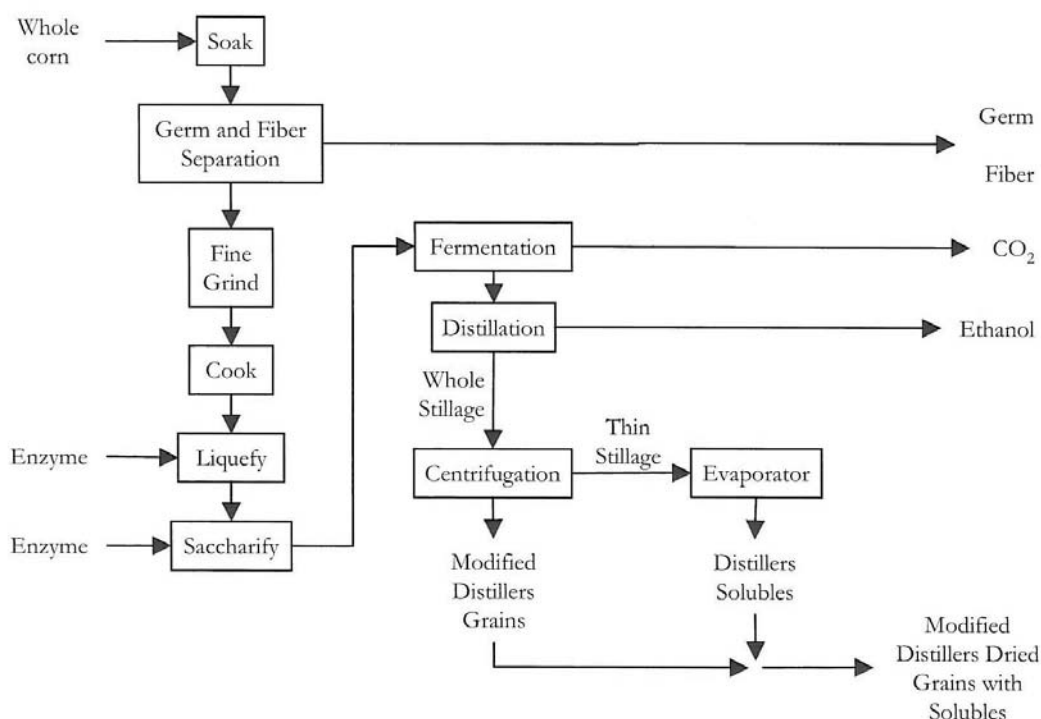 Whole
corn
Soak
Germ and Fiber
Separation
Germ
Fiber
Fine
Grind
Fermentation
CO₂
Distillation
Ethanol
Cook
Whole
Stillage
Enzyme
Liquefy
Thin
Stillage
Centrifugation
Evaporator
Enzyme
Saccharify
Modified
Distillers
Grains
Distillers
Solubles
Modified
Distillers Dried
Grains with
Solubles